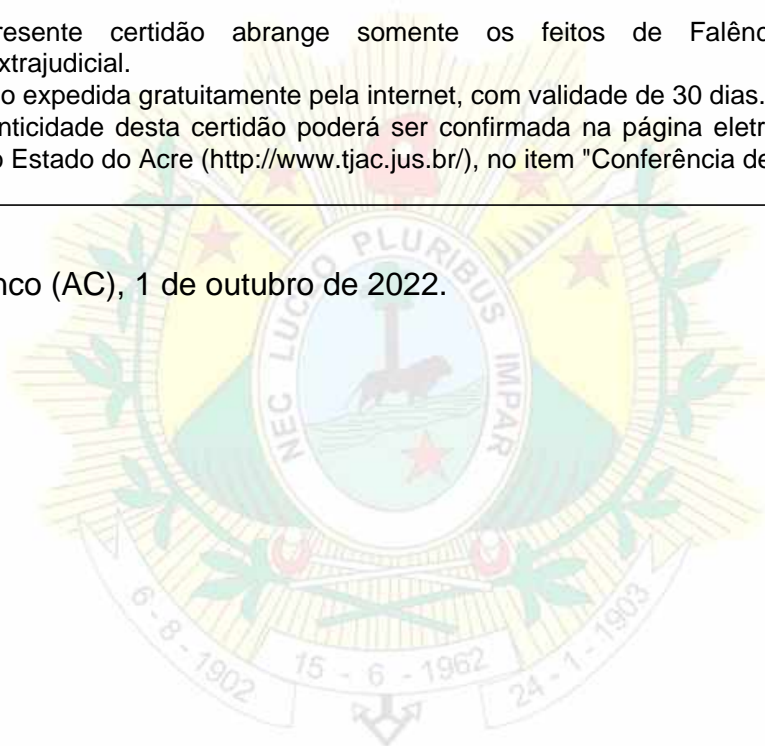 resente certidão abrange somente os feitos de Falênc
xtrajudicial.
o expedida gratuitamente pela internet, com validade de 30 dias.
nticidade desta certidão poderá ser confirmada na página eletr
o Estado do Acre (http://www.tjac.jus.br/), no item "Conferência de
nco (AC), 1 de outubro de 2022.
NEC LUCEO PLURIBUS IMPAR
6 - 8 - 1902
15 - 6 - 1962
24 - 1 - 1903